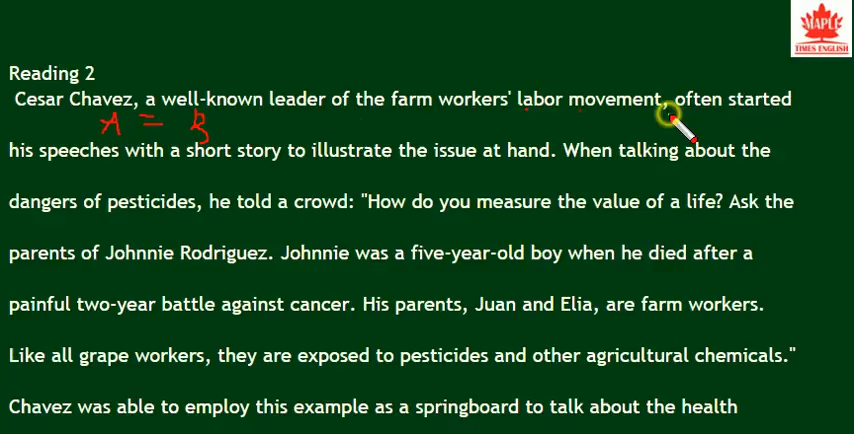 MAPLE
TIMES ENGLISH
Reading 2
Cesar Chavez, a well-known leader of the farm workers' labor movement, often started
A = B
his speeches with a short story to illustrate the issue at hand. When talking about the
dangers of pesticides, he told a crowd: "How do you measure the value of a life? Ask the
parents of Johnnie Rodriguez. Johnnie was a five-year-old boy when he died after a
painful two-year battle against cancer. His parents, Juan and Elia, are farm workers.
Like all grape workers, they are exposed to pesticides and other agricultural chemicals."
Chavez was able to employ this example as a springboard to talk about the health